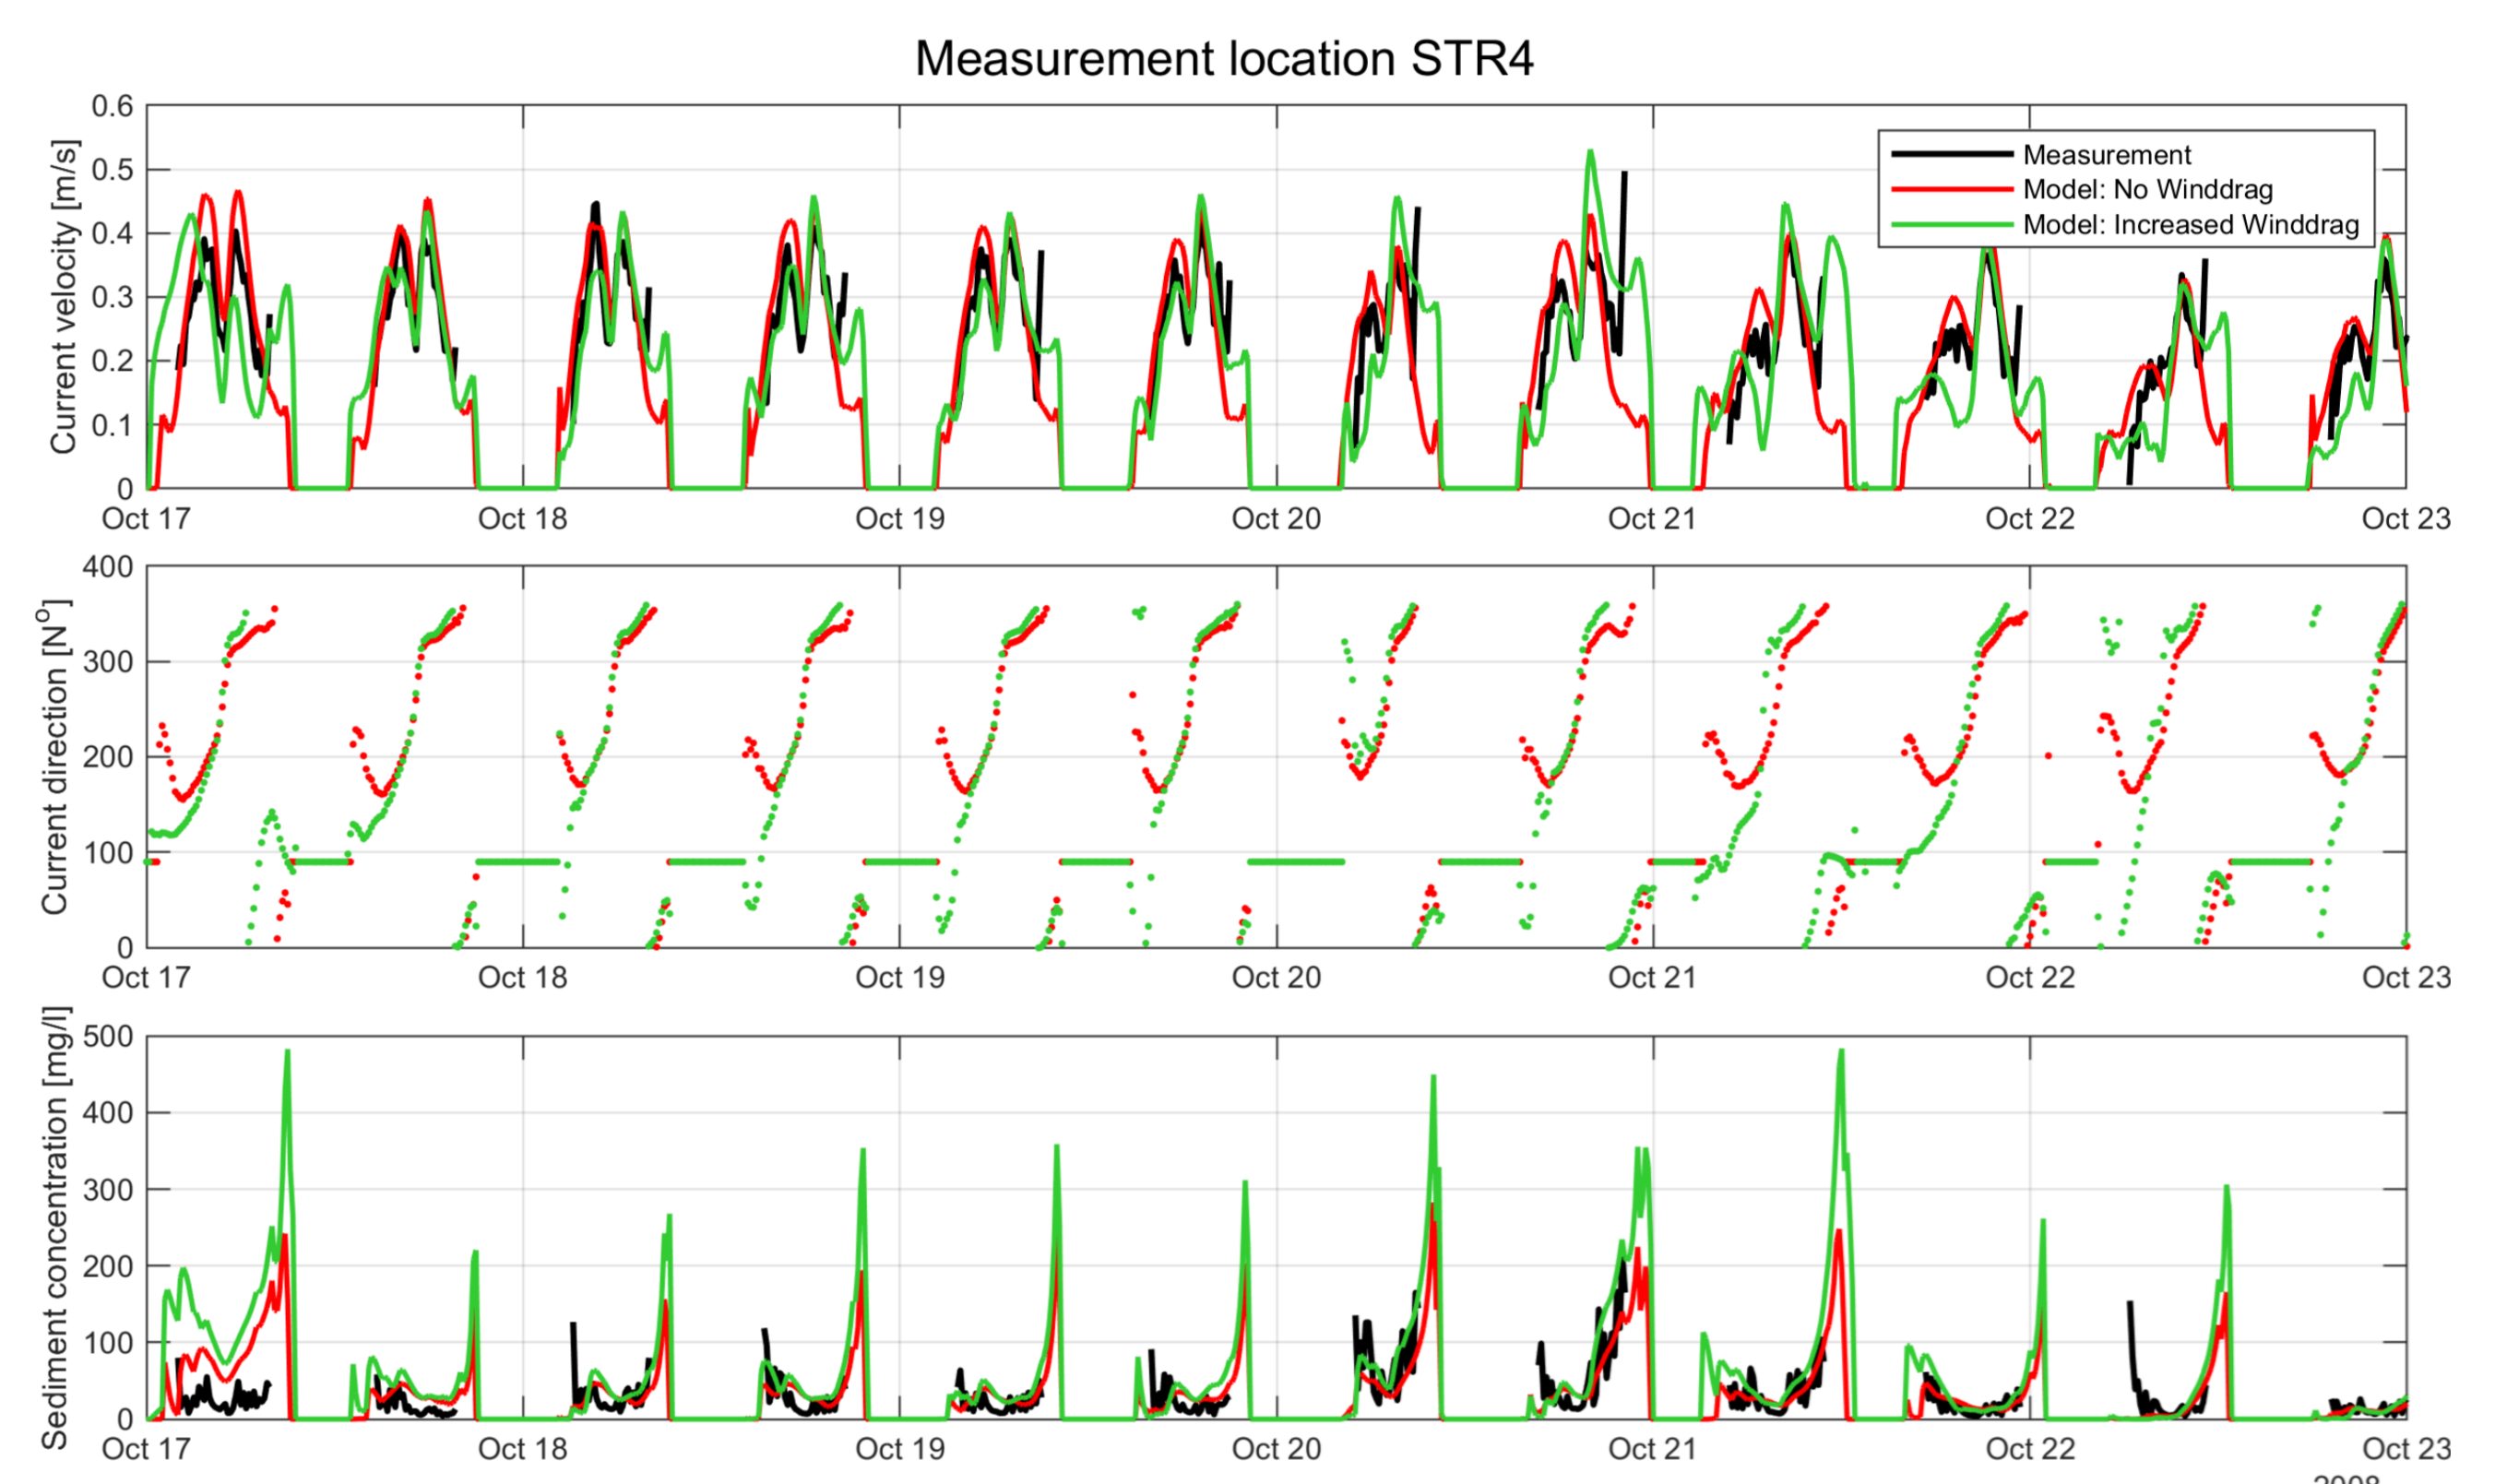 Measurement location STR4
Current velocity [m/s]
0.6
0.5
0.4
0.3
0.2
0.1
0
Measurement
Model: No Winddrag
Model: Increased Winddrag
Oct 17 Oct 18 Oct 19 Oct 20 Oct 21 Oct 22 Oct 23
Current direction [N°]
400
300
200
100
0
Oct 17 Oct 18 Oct 19 Oct 20 Oct 21 Oct 22 Oct 23
Sediment concentration [mg/l]
500
400
300
200
100
0
Oct 17 Oct 18 Oct 19 Oct 20 Oct 21 Oct 22 Oct 23